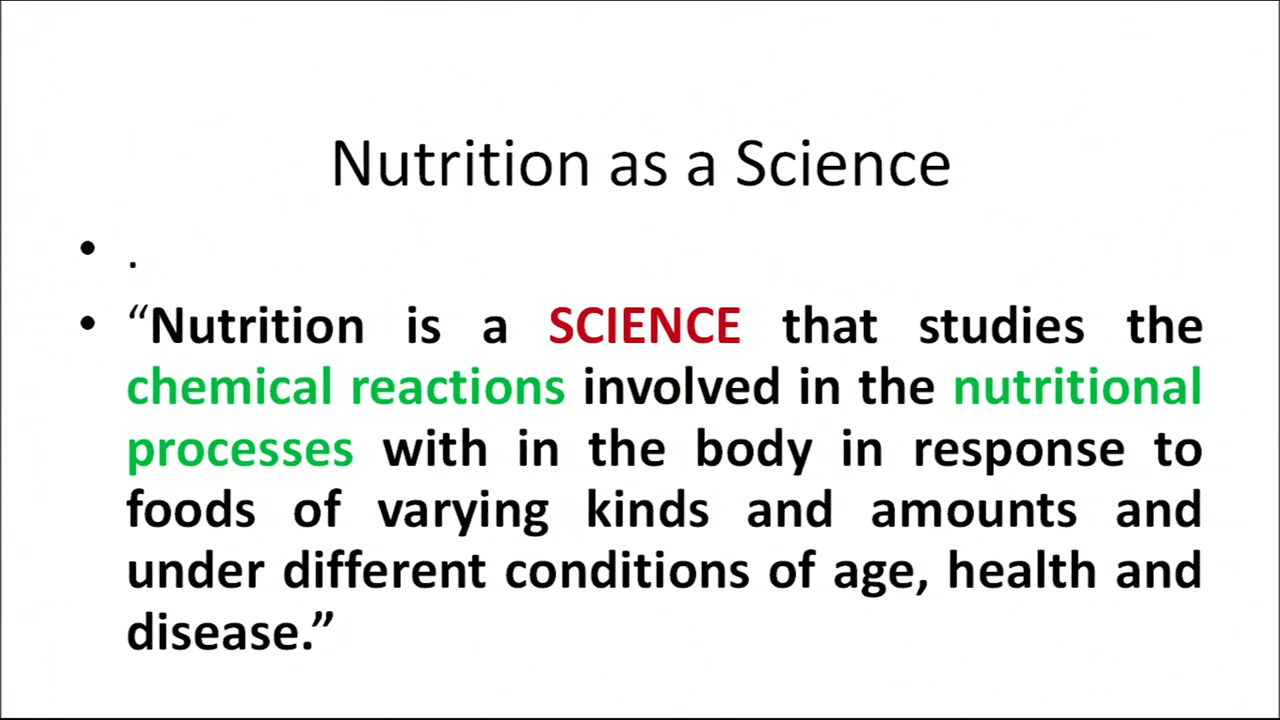 Nutrition as a Science
• .
• “Nutrition is a SCIENCE that studies the
chemical reactions involved in the nutritional
processes with in the body in response to
foods of varying kinds and amounts and
under different conditions of age, health and
disease.”